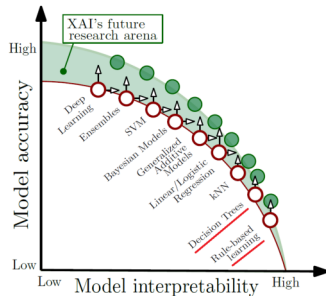 XAI's future
research arena
High
Deep
Learning
Ensembles
SVM
Bayesian Models
Generalized
Additive
Models
Linear/Logistic
Regression
kNN
Decision Trees
Rule-based
learning
Model accuracy
Low
Low
High
Model interpretability